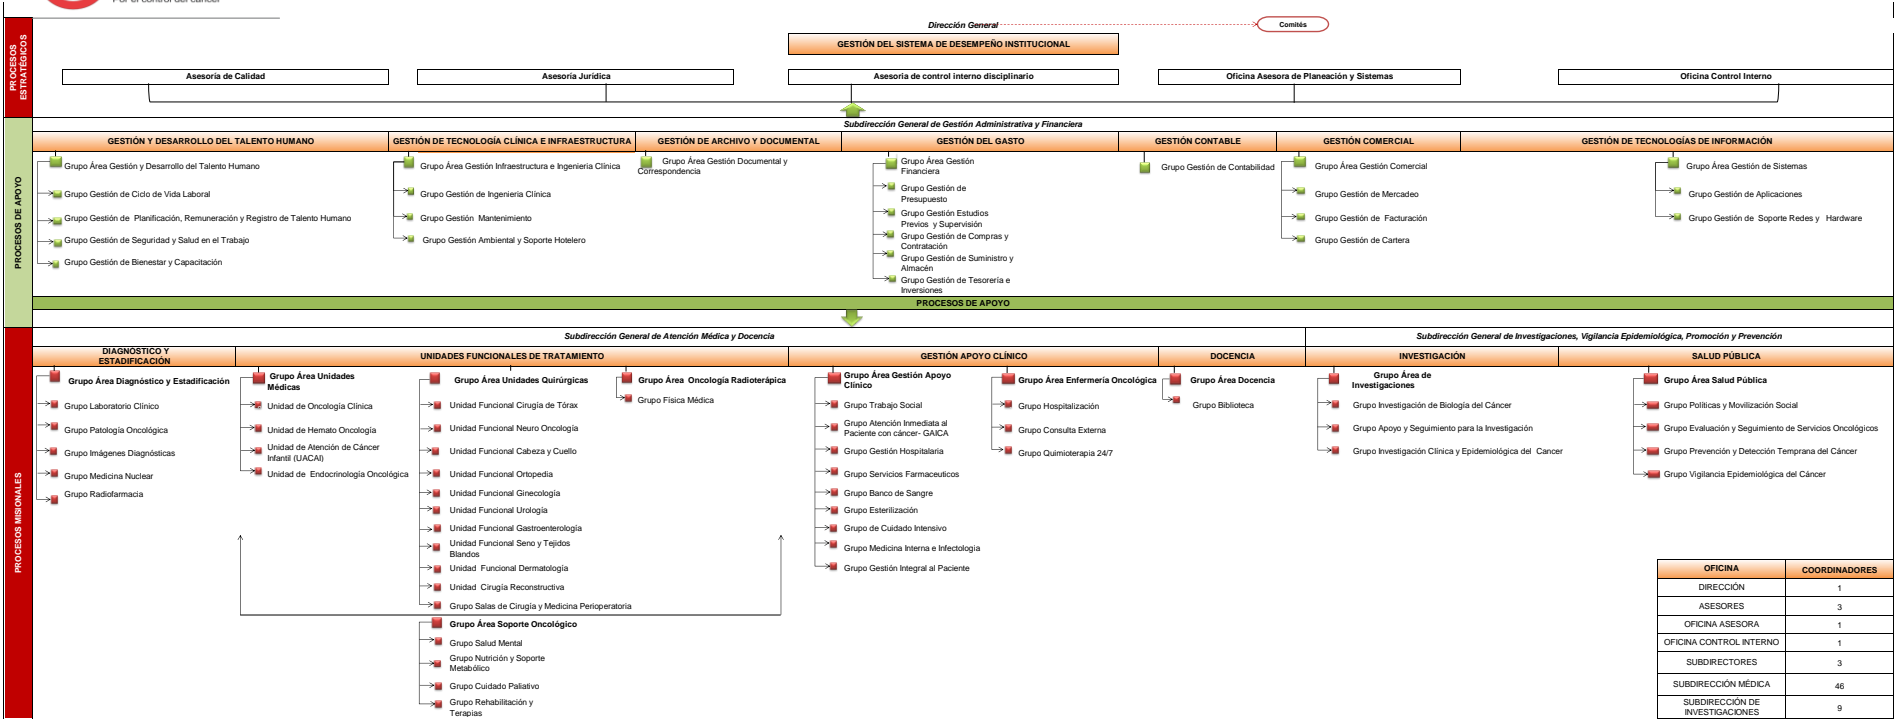 Por el control del cáncer
Dirección General
Comités
PROCESOS
ESTRATÉGICOS
GESTIÓN DEL SISTEMA DE DESEMPEÑO INSTITUCIONAL
Asesoría de Calidad
Asesoría Jurídica
Asesoria de control interno disciplinario
Oficina Asesora de Planeación y Sistemas
Oficina Control Interno
PROCESOS DE APOYO
Subdirección General de Gestión Administrativa y Financiera
GESTIÓN Y DESARROLLO DEL TALENTO HUMANO
Grupo Área Gestión y Desarrollo del Talento Humano
Grupo Gestión de Ciclo de Vida Laboral
Grupo Gestión de Planificación, Remuneración y Registro de Talento Humano
Grupo Gestión de Seguridad y Salud en el Trabajo
Grupo Gestión de Bienestar y Capacitación
GESTIÓN DE TECNOLOGÍA CLÍNICA E INFRAESTRUCTURA
Grupo Área Gestión Infraestructura e Ingeniería Clínica
Grupo Gestión de Ingeniería Clínica
Grupo Gestión Mantenimiento
Grupo Gestión Ambiental y Soporte Hotelero
GESTIÓN DE ARCHIVO Y DOCUMENTAL
Grupo Área Gestión Documental y
Correspondencia
GESTIÓN DEL GASTO
Grupo Área Gestión
Financiera
Grupo Gestión de
Presupuesto
Grupo Gestión Estudios
Previos y Supervisión
Grupo Gestión de Compras y
Contratación
Grupo Gestión de Suministro y
Almacén
Grupo Gestión de Tesorería e
Inversiones
GESTIÓN CONTABLE
Grupo Gestión de Contabilidad
GESTIÓN COMERCIAL
Grupo Área Gestión Comercial
Grupo Gestión de Mercadeo
Grupo Gestión de Facturación
Grupo Gestión de Cartera
GESTIÓN DE TECNOLOGÍAS DE INFORMACIÓN
Grupo Área Gestión de Sistemas
Grupo Gestión de Aplicaciones
Grupo Gestión de Soporte Redes y Hardware
PROCESOS DE APOYO
PROCESOS MISIONALES
Subdirección General de Atención Médica y Docencia
Subdirección General de Investigaciones, Vigilancia Epidemiológica, Promoción y Prevención
DIAGNÓSTICO Y
ESTADIFICACIÓN
Grupo Área Diagnóstico y Estadificación
Grupo Laboratorio Clínico
Grupo Patología Oncológica
Grupo Imágenes Diagnósticas
Grupo Medicina Nuclear
Grupo Radiofarmacia
UNIDADES FUNCIONALES DE TRATAMIENTO
Grupo Área Unidades
Médicas
Unidad de Oncología Clínica
Unidad de Hemato Oncología
Unidad de Atención de Cáncer
Infantil (UACAI)
Unidad de Endocrinología Oncológica
Grupo Área Unidades Quirúrgicas
Unidad Funcional Cirugía de Tórax
Unidad Funcional Neuro Oncología
Unidad Funcional Cabeza y Cuello
Unidad Funcional Ortopedia
Unidad Funcional Ginecología
Unidad Funcional Urología
Unidad Funcional Gastroenterología
Unidad Funcional Seno y Tejidos
Blandos
Unidad Funcional Dermatología
Unidad Cirugía Reconstructiva
Grupo Salas de Cirugía y Medicina Perioperatoria
Grupo Área Soporte Oncológico
Grupo Salud Mental
Grupo Nutrición y Soporte
Metabólico
Grupo Cuidado Paliativo
Grupo Rehabilitación y
Terapias
Grupo Área Oncología Radioterápica
Grupo Física Médica
GESTIÓN APOYO CLÍNICO
Grupo Área Gestión Apoyo
Clínico
Grupo Trabajo Social
Grupo Atención Inmediata al
Paciente con cáncer- GAICA
Grupo Gestión Hospitalaria
Grupo Servicios Farmaceuticos
Grupo Banco de Sangre
Grupo Esterilización
Grupo de Cuidado Intensivo
Grupo Medicina Interna e Infectologia
Grupo Gestión Integral al Paciente
Grupo Área Enfermería Oncológica
Grupo Hospitalización
Grupo Consulta Externa
Grupo Quimioterapia 24/7
DOCENCIA
Grupo Área Docencia
Grupo Biblioteca
INVESTIGACIÓN
Grupo Área de
Investigaciones
Grupo Investigación de Biología del Cáncer
Grupo Apoyo y Seguimiento para la Investigación
Grupo Investigación Clínica y Epidemiológica del Cancer
SALUD PÚBLICA
Grupo Área Salud Pública
Grupo Políticas y Movilización Social
Grupo Evaluación y Seguimiento de Servicios Oncológicos
Grupo Prevención y Detección Temprana del Cáncer
Grupo Vigilancia Epidemiológica del Cáncer
OFICINA COORDINADORES
DIRECCIÓN 1
ASESORES 3
OFICINA ASESORA 1
OFICINA CONTROL INTERNO 1
SUBDIRECTORES 3
SUBDIRECCIÓN MÉDICA 46
SUBDIRECCIÓN DE
INVESTIGACIONES 9